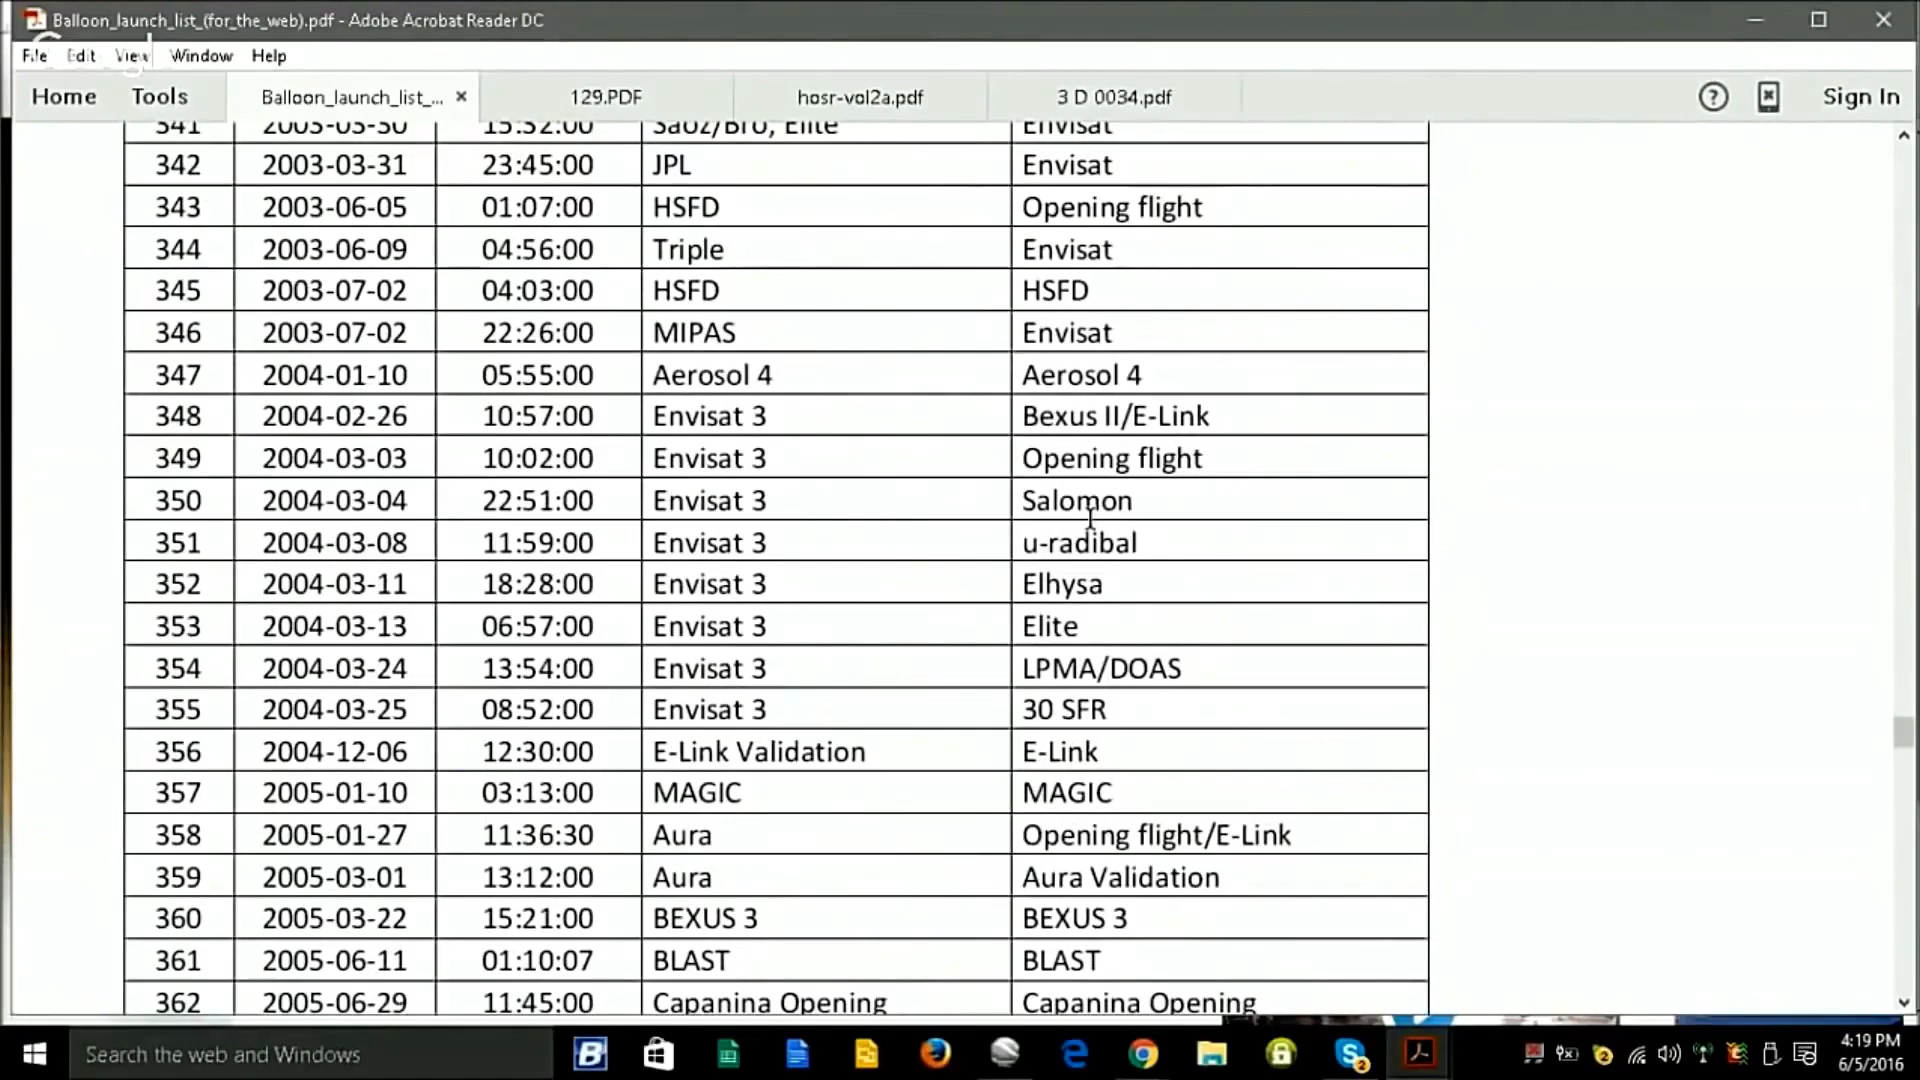 Balloon_launch_list_(for_the_web).pdf - Adobe Acrobat Reader DC
File Edit View Window Help
Home Tools Balloon_launch_list_... × 129.PDF hosr-vol2a.pdf 3 D 0034.pdf Sign In
341 2003-03-30 15:32:00 Saoz/Bro, Elite Envisat
342 2003-03-31 23:45:00 JPL Envisat
343 2003-06-05 01:07:00 HSFD Opening flight
344 2003-06-09 04:56:00 Triple Envisat
345 2003-07-02 04:03:00 HSFD HSFD
346 2003-07-02 22:26:00 MIPAS Envisat
347 2004-01-10 05:55:00 Aerosol 4 Aerosol 4
348 2004-02-26 10:57:00 Envisat 3 Bexus II/E-Link
349 2004-03-03 10:02:00 Envisat 3 Opening flight
350 2004-03-04 22:51:00 Envisat 3 Salomon
351 2004-03-08 11:59:00 Envisat 3 u-radibal
352 2004-03-11 18:28:00 Envisat 3 Elhysa
353 2004-03-13 06:57:00 Envisat 3 Elite
354 2004-03-24 13:54:00 Envisat 3 LPMA/DOAS
355 2004-03-25 08:52:00 Envisat 3 30 SFR
356 2004-12-06 12:30:00 E-Link Validation E-Link
357 2005-01-10 03:13:00 MAGIC MAGIC
358 2005-01-27 11:36:30 Aura Opening flight/E-Link
359 2005-03-01 13:12:00 Aura Aura Validation
360 2005-03-22 15:21:00 BEXUS 3 BEXUS 3
361 2005-06-11 01:10:07 BLAST BLAST
362 2005-06-29 11:45:00 Capanina Opening Capanina Opening
Search the web and Windows
4:19 PM
6/5/2016